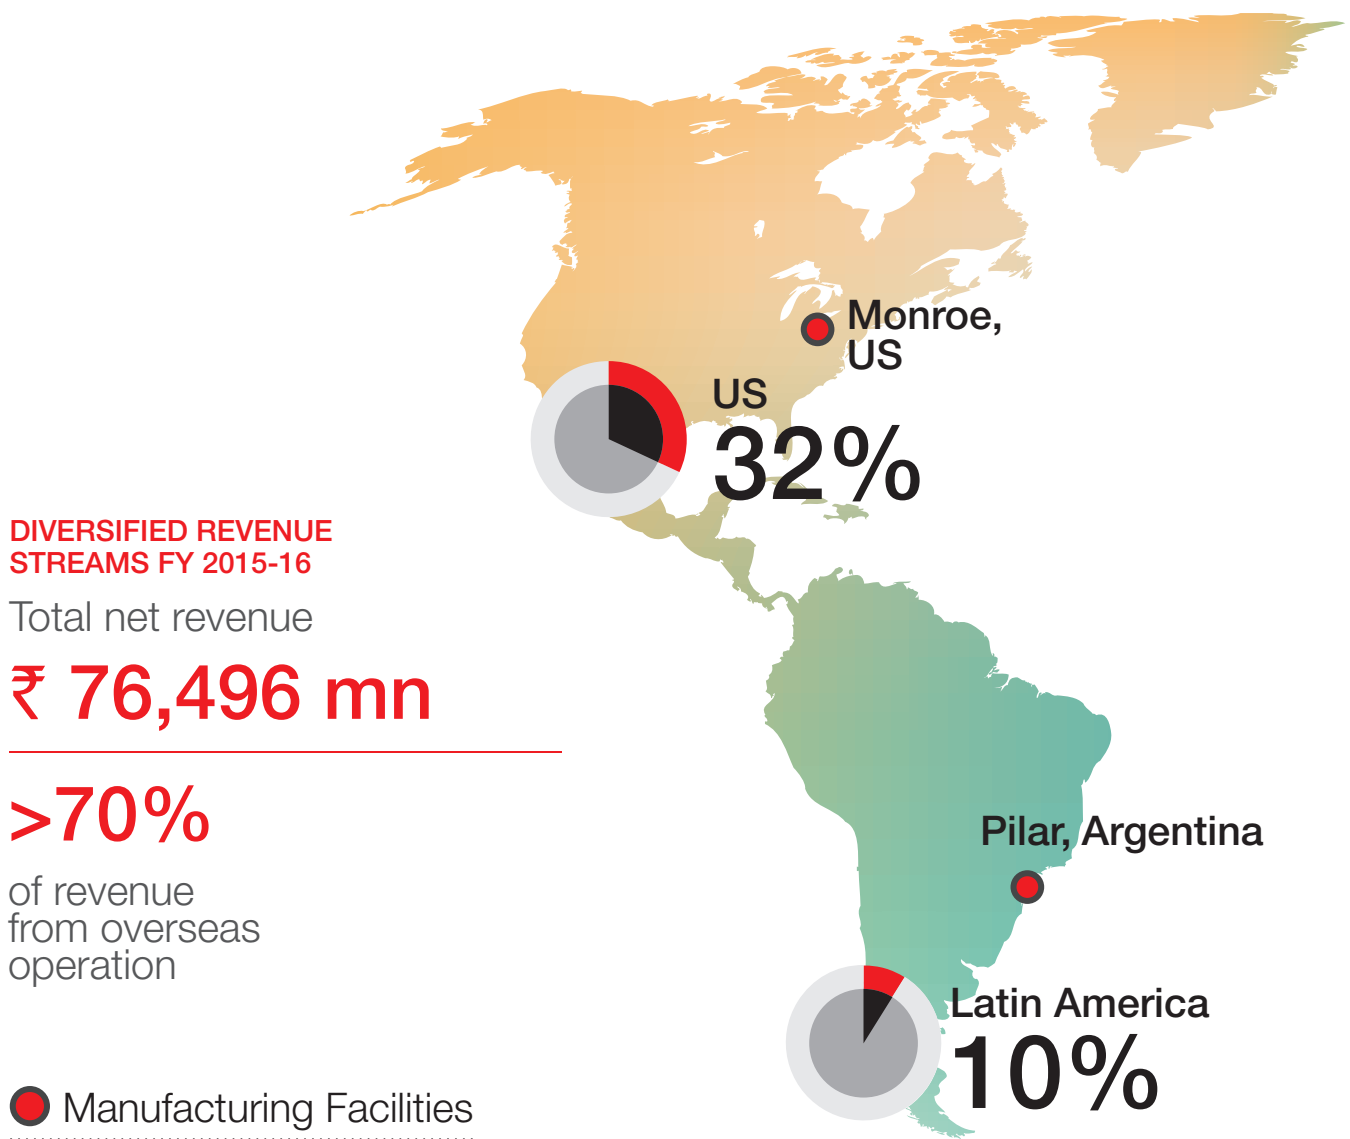 Monroe,
US
US
32%
DIVERSIFIED REVENUE
STREAMS FY 2015-16
Total net revenue
₹ 76,496 mn
>70%
of revenue
from overseas
operation
Pilar, Argentina
Latin America
10%
Manufacturing Facilities